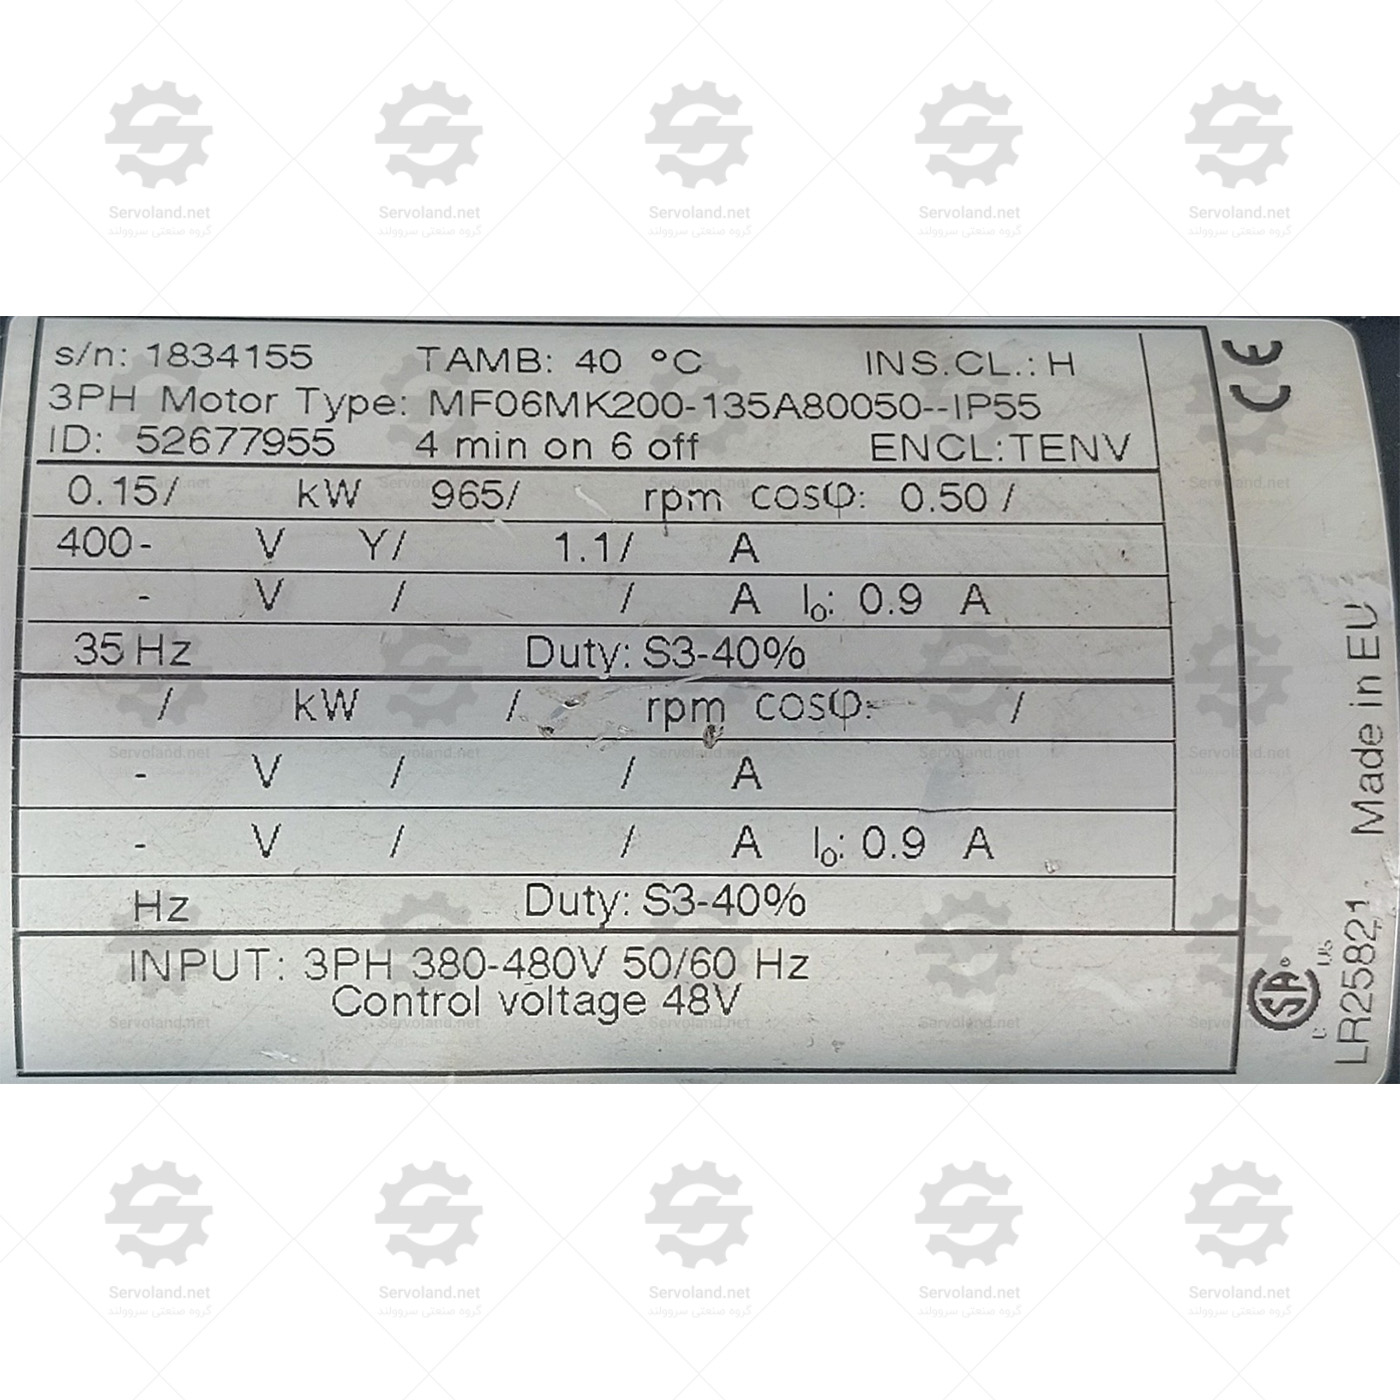 s/n: 1834155 TAMB: 40 °C INS.CL.: H
3PH Motor Type: MF06MK200-135A80050--IP55
ID: 52677955 4 min on 6 off ENCL:TENV
0.15/ kW 965/ rpm cosφ: 0.50 /
400- V Y/ 1.1/ A
- V / / A I₀: 0.9 A
35 Hz Duty: S3-40%
/ kW / rpm cosφ: /
- V / / A
- V / / A I₀: 0.9 A
Hz Duty: S3-40%
INPUT: 3PH 380-480V 50/60 Hz
Control voltage 48V
CE
Made in EU
LR25821
Servoland.net
گروه صنعتی سروولند